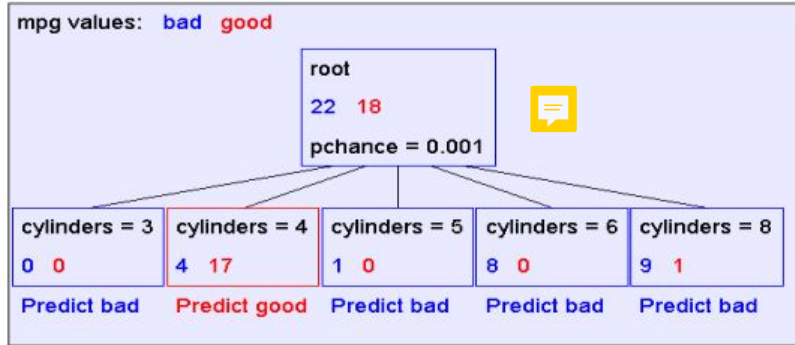 mpg values: bad good
root
22 18
pchance = 0.001
cylinders = 3 cylinders = 4 cylinders = 5 cylinders = 6 cylinders = 8
0 0 4 17 1 0 8 0 9 1
Predict bad Predict good Predict bad Predict bad Predict bad